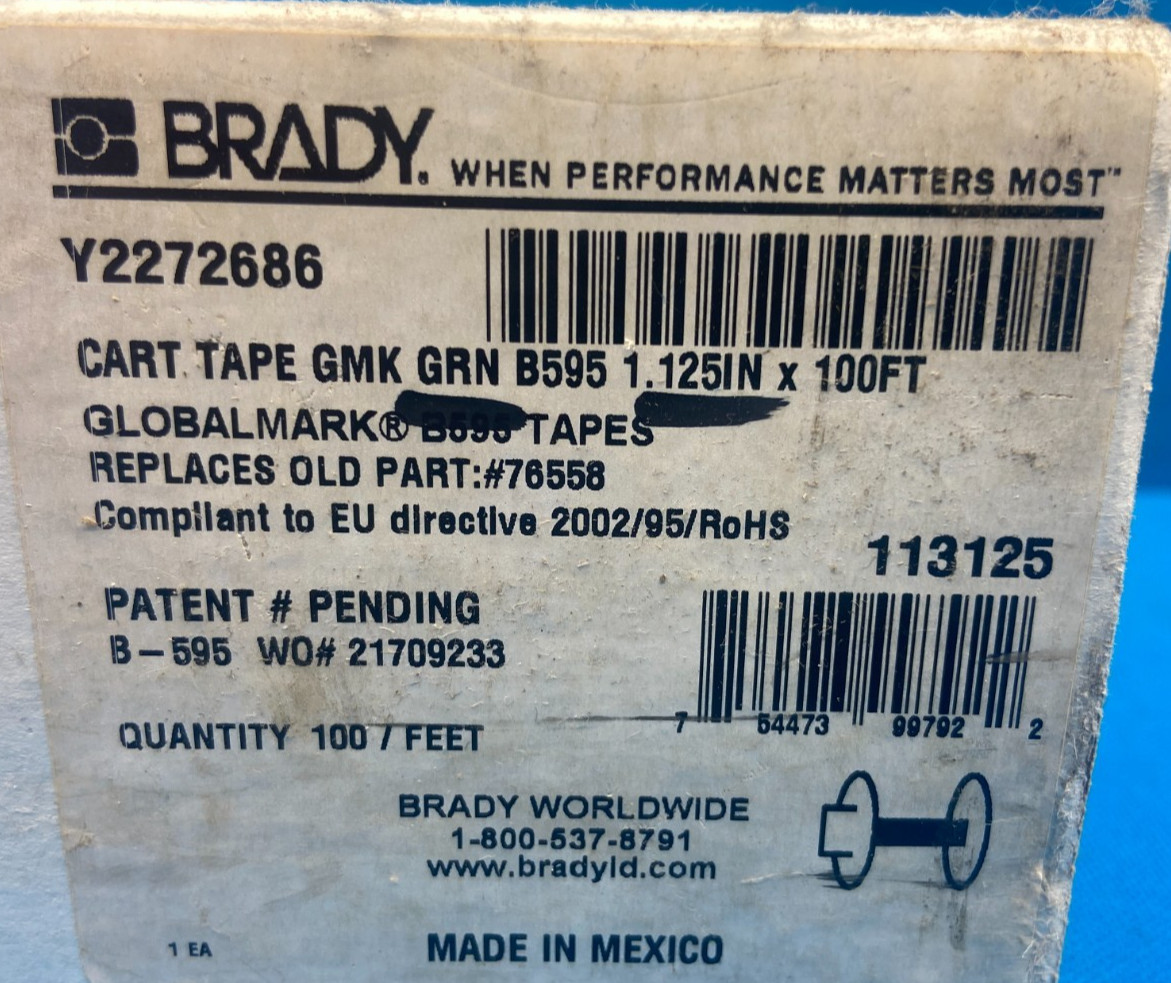 BRADY. WHEN PERFORMANCE MATTERS MOST™
Y2272686
CART TAPE GMK GRN B595 1.125IN x 100FT
GLOBALMARK® B595 TAPES
REPLACES OLD PART:#76558
Compliant to EU directive 2002/95/RoHS
113125
PATENT # PENDING
B-595 WO# 21709233
7 54473 99792 2
QUANTITY 100 / FEET
BRADY WORLDWIDE
1-800-537-8791
www.bradyid.com
1 EA
MADE IN MEXICO